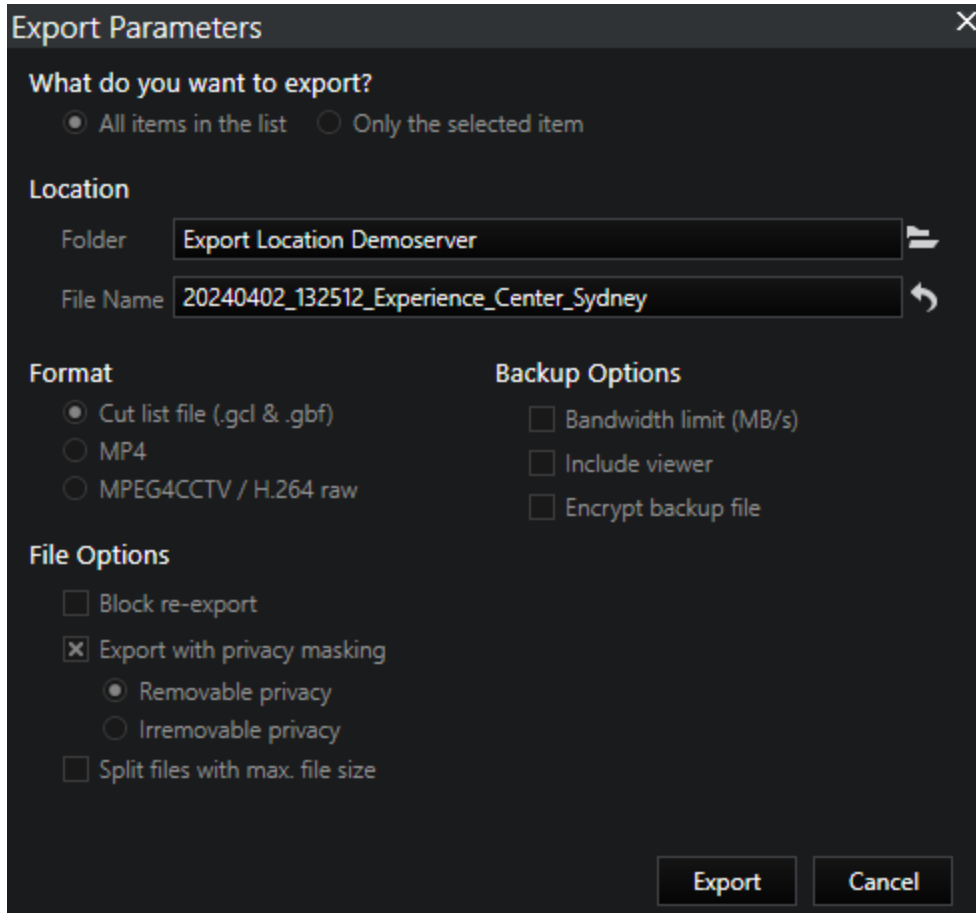 Export Parameters
What do you want to export?
All items in the list Only the selected item
Location
Folder Export Location Demoserver
File Name 20240402_132512_Experience_Center_Sydney
Format
Cut list file (.gcl & .gbf)
MP4
MPEG4CCTV / H.264 raw
Backup Options
Bandwidth limit (MB/s)
Include viewer
Encrypt backup file
File Options
Block re-export
Export with privacy masking
Removable privacy
Irremovable privacy
Split files with max. file size
Export Cancel